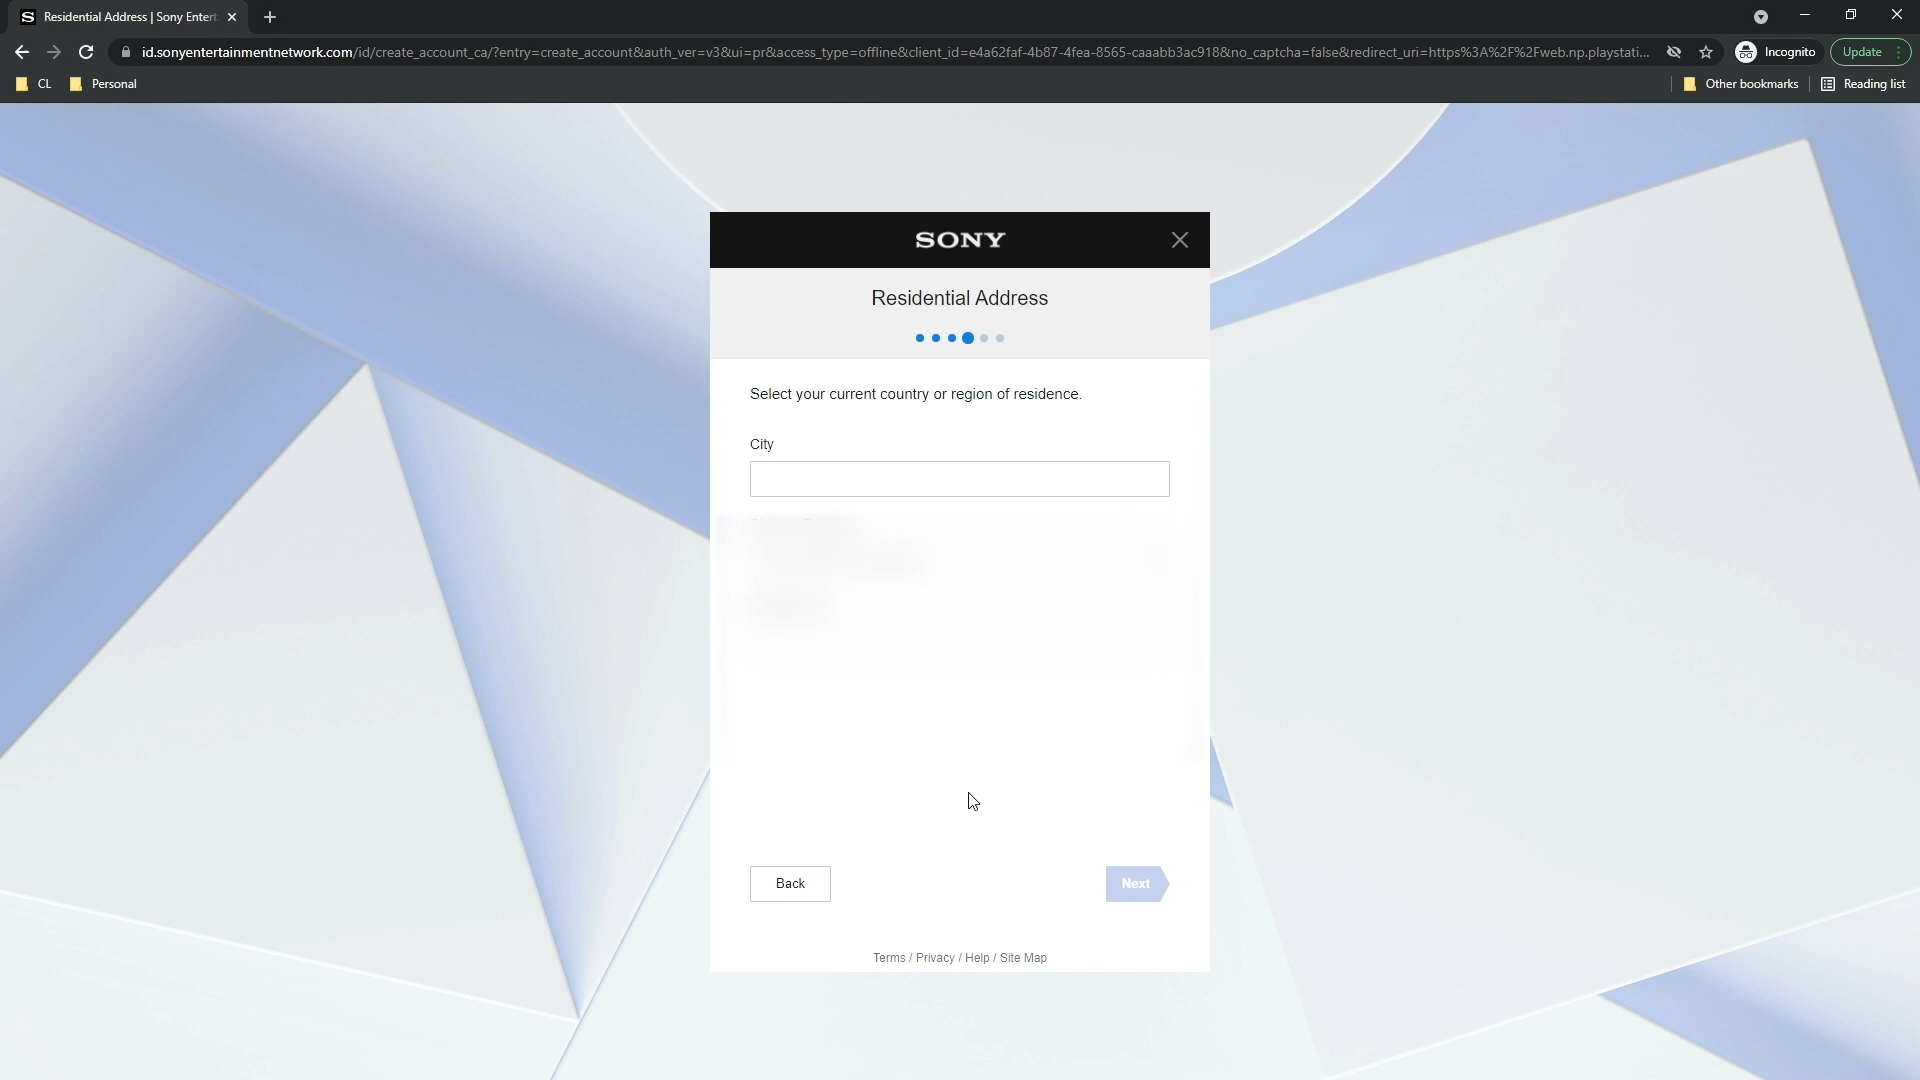 Residential Address | Sony Entert
id.sonyentertainmentnetwork.com/id/create_account_ca/?entry=create_account&auth_ver=v3&ui=pr&access_type=offline&client_id=e4a62faf-4b87-4fea-8565-caaabb3ac918&no_captcha=false&redirect_uri=https%3A%2F%2Fweb.np.playstati...
Incognito
Update
CL
Personal
Other bookmarks
Reading list
SONY
Residential Address
Select your current country or region of residence.
City
Back
Next
Terms / Privacy / Help / Site Map